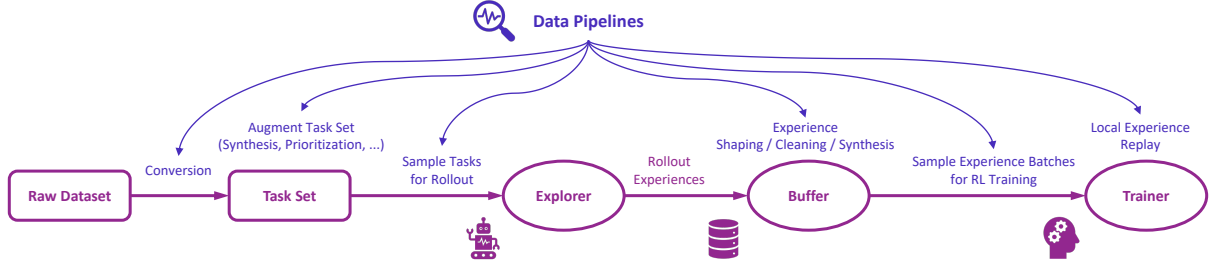 Data Pipelines
Conversion
Augment Task Set
(Synthesis, Prioritization, ...)
Sample Tasks
for Rollout
Rollout
Experiences
Experience
Shaping / Cleaning / Synthesis
Sample Experience Batches
for RL Training
Local Experience
Replay
Raw Dataset
Task Set
Explorer
Buffer
Trainer